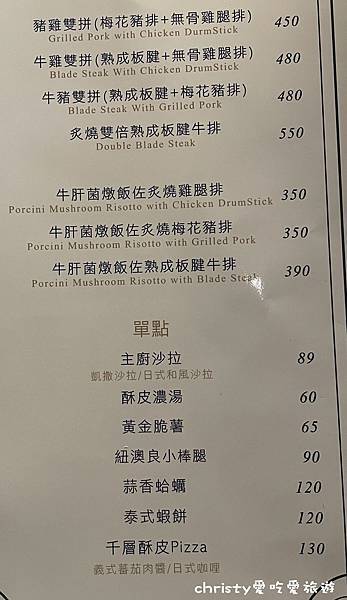 豬雞雙拼(梅花豬排+無骨雞腿排) 450
Grilled Pork with Chicken DurmStick
牛雞雙拼(熟成板腱+無骨雞腿排) 480
Blade Steak With Chicken DrumStick
牛豬雙拼(熟成板腱+梅花豬排) 480
Blade Steak With Grilled Pork
炙燒雙倍熟成板腱牛排 550
Double Blade Steak
牛肝菌燉飯佐炙燒雞腿排 350
Porcini Mushroom Risotto with Chicken DrumStick
牛肝菌燉飯佐炙燒梅花豬排 350
Porcini Mushroom Risotto with Grilled Pork
牛肝菌燉飯佐熟成板腱牛排 390
Porcini Mushroom Risotto with Blade Steak
單點
主廚沙拉 89
凱撒沙拉/日式和風沙拉
酥皮濃湯 60
黃金脆薯 65
紐澳良小棒腿 90
蒜香蛤蠣 120
泰式蝦餅 120
千層酥皮Pizza 130
義式蕃茄肉醬/日式咖哩
christy愛吃愛旅遊